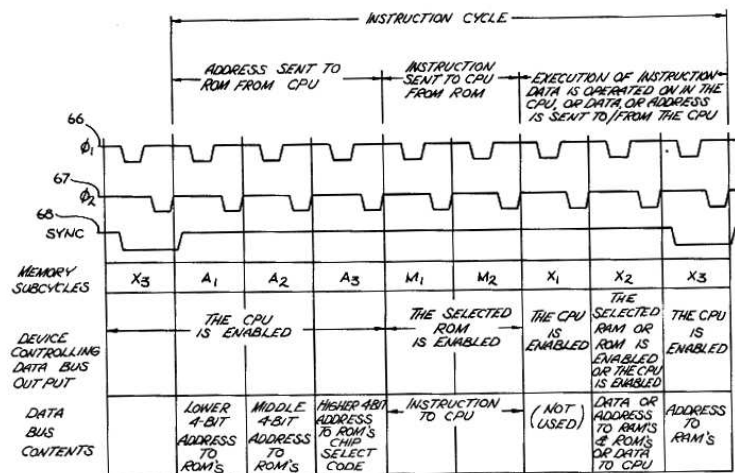 INSTRUCTION CYCLE
ADDRESS SENT TO
ROM FROM CPU
INSTRUCTION
SENT TO CPU
FROM ROM
EXECUTION OF INSTRUCTION
DATA IS OPERATED ON IN THE
CPU, OR DATA, OR ADDRESS
IS SENT TO/FROM THE CPU
66
φ1
67
φ2
68
SYNC
MEMORY
SUBCYCLES
X3
A1
A2
A3
M1
M2
X1
X2
X3
DEVICE
CONTROLLING
DATA BUS
OUTPUT
THE CPU
IS ENABLED
THE SELECTED
ROM
IS ENABLED
THE CPU
IS
ENABLED
THE
SELECTED
RAM OR
ROM IS
ENABLED
OR THE CPU
IS ENABLED
THE CPU
IS
ENABLED
DATA
BUS
CONTENTS
LOWER
4-BIT
ADDRESS
TO
ROM'S
MIDDLE
4-BIT
ADDRESS
TO
ROM'S
HIGHER 4-BIT
ADDRESS
TO ROM'S
CHIP
SELECT
CODE
INSTRUCTION
TO CPU
(NOT
USED)
DATA OR
ADDRESS
TO RAM'S
& ROM'S
OR DATA
TO CPU
ADDRESS
TO
RAM'S